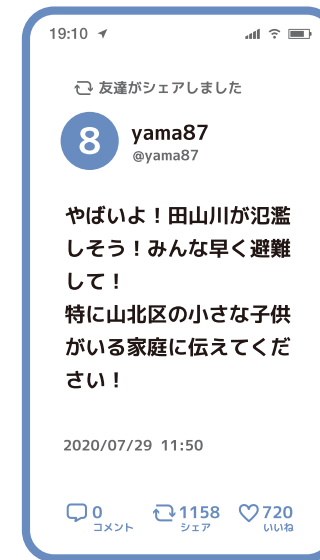 19:10
友達がシェアしました
8
yama87
@yama87
やばいよ！田山川が氾濫
しそう！みんな早く避難
して！
特に山北区の小さな子供
がいる家庭に伝えてくだ
さい！
2020/07/29 11:50
0 1158 720
コメント シェア いいね